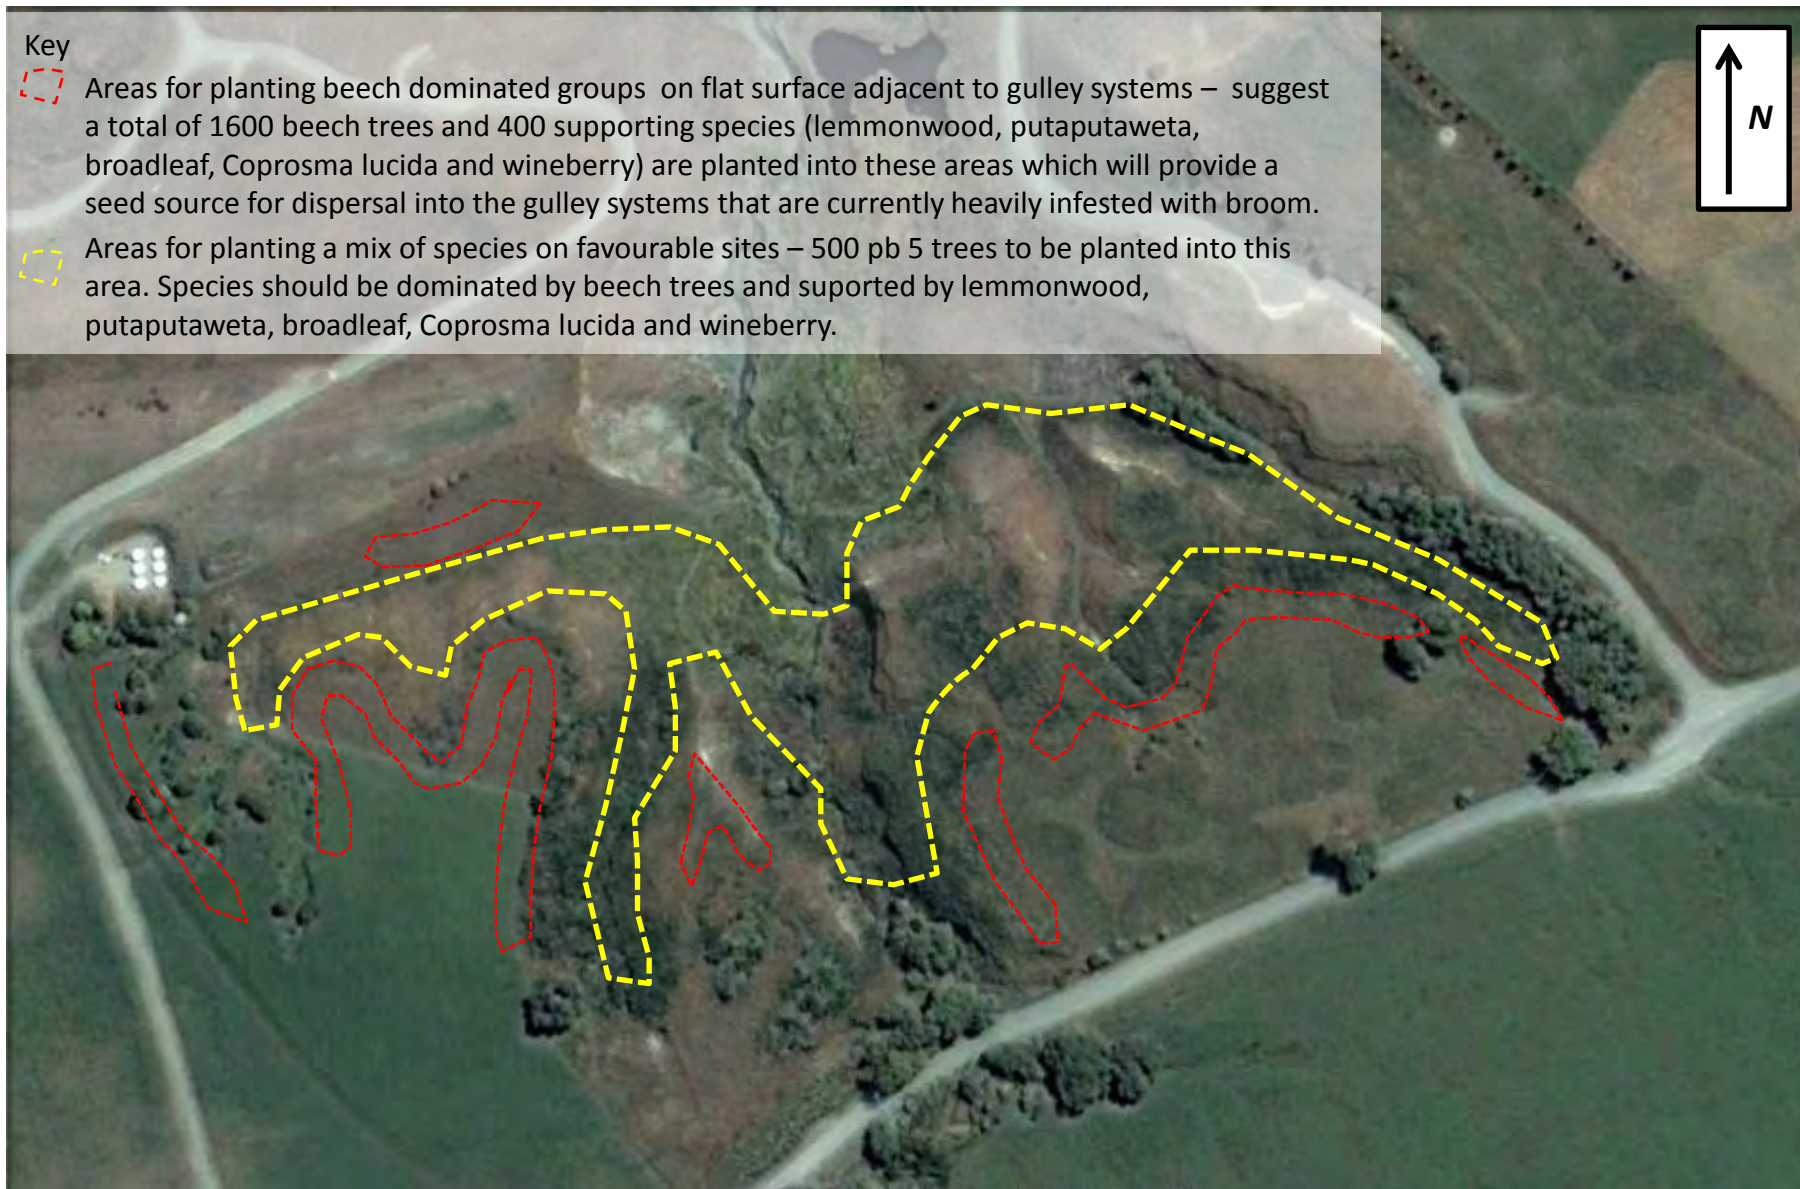 Key
Areas for planting beech dominated groups on flat surface adjacent to gulley systems – suggest
a total of 1600 beech trees and 400 supporting species (lemmonwood, putaputaweta,
broadleaf, Coprosma lucida and wineberry) are planted into these areas which will provide a
seed source for dispersal into the gulley systems that are currently heavily infested with broom.
Areas for planting a mix of species on favourable sites – 500 pb 5 trees to be planted into this
area. Species should be dominated by beech trees and suported by lemmonwood,
putaputaweta, broadleaf, Coprosma lucida and wineberry.
N